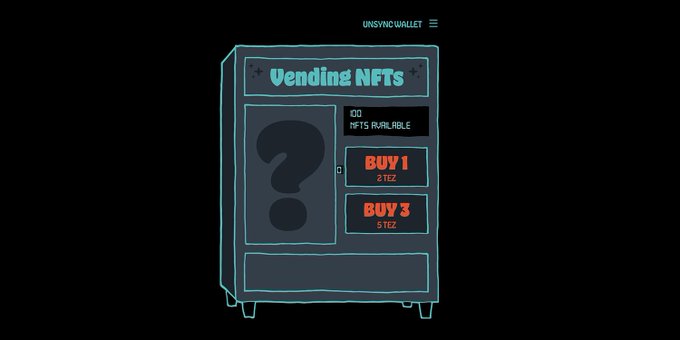 UNSYNC WALLET
Vending NFTs
100
NFTS AVAILABLE
BUY 1
2 TEZ
BUY 3
5 TEZ